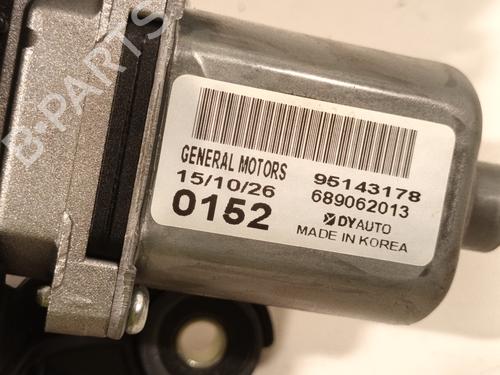 B-PARTS
GENERAL MOTORS 95143178
15/10/26 689062013
0152 DYAUTO
MADE IN KOREA